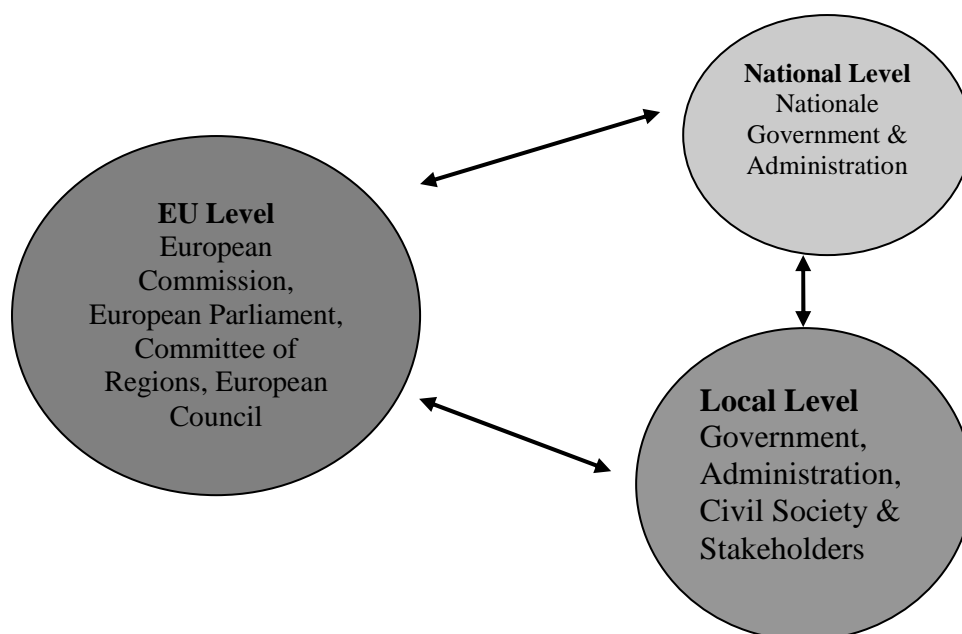 National Level
Nationale
Government &
Administration
EU Level
European
Commission,
European Parliament,
Committee of
Regions, European
Council
Local Level
Government,
Administration,
Civil Society &
Stakeholders